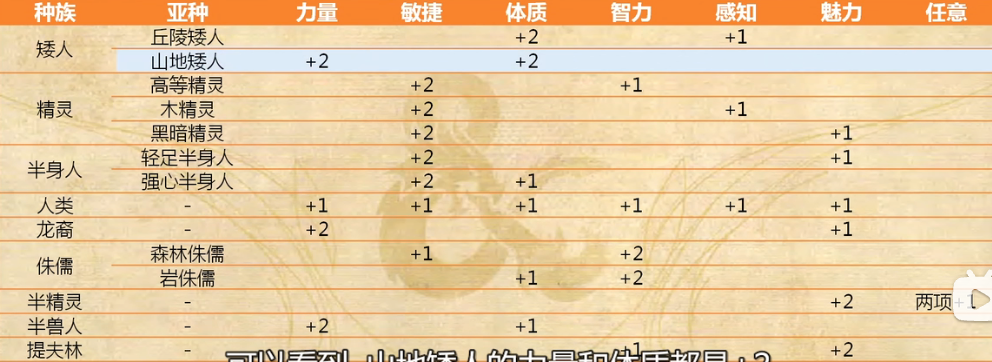 种族 亚种 力量 敏捷 体质 智力 感知 魅力 任意
矮人 丘陵矮人 +2 +1
山地矮人 +2 +2
精灵 高等精灵 +2 +1
木精灵 +2 +1
黑暗精灵 +2 +1
半身人 轻足半身人 +2 +1
强心半身人 +2 +1
人类 - +1 +1 +1 +1 +1 +1
龙裔 - +2 +1
侏儒 森林侏儒 +1 +2
岩侏儒 +1 +2
半精灵 - +2 两项+1
半兽人 - +2 +1
提夫林 - +1 +2
可以看到 山地矮人的力量和体质都是+2